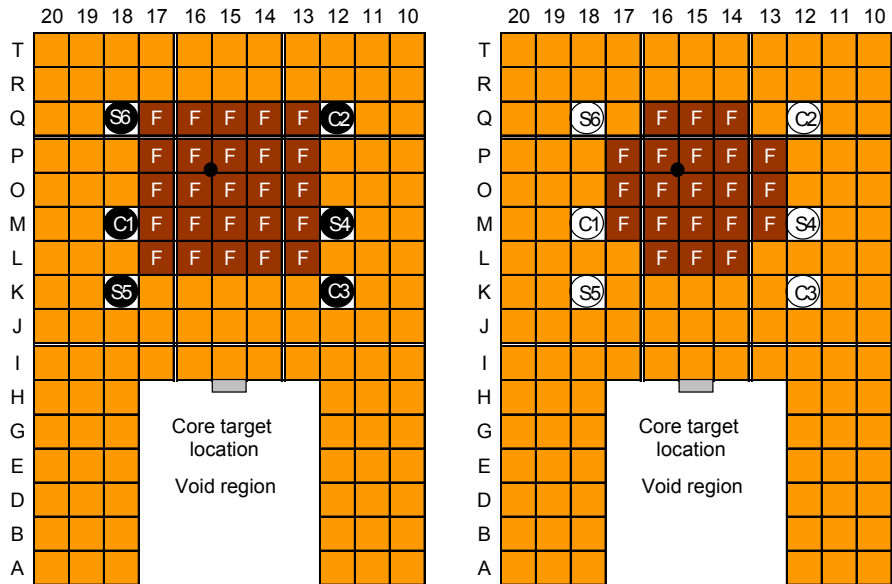 20 19 18 17 16 15 14 13 12 11 10 20 19 18 17 16 15 14 13 12 11 10
T T
R R
Q S6 F F F F F C2 Q S6 F F F C2
P F F F F F P F F F F F
O F F F F F O F F F F F
M C1 F F F F F S4 M C1 F F F F F S4
L F F F F F L F F F
K S5 C3 K S5 C3
J J
I I
H H
G Core target G Core target
location location
E E
D Void region D Void region
B B
A A